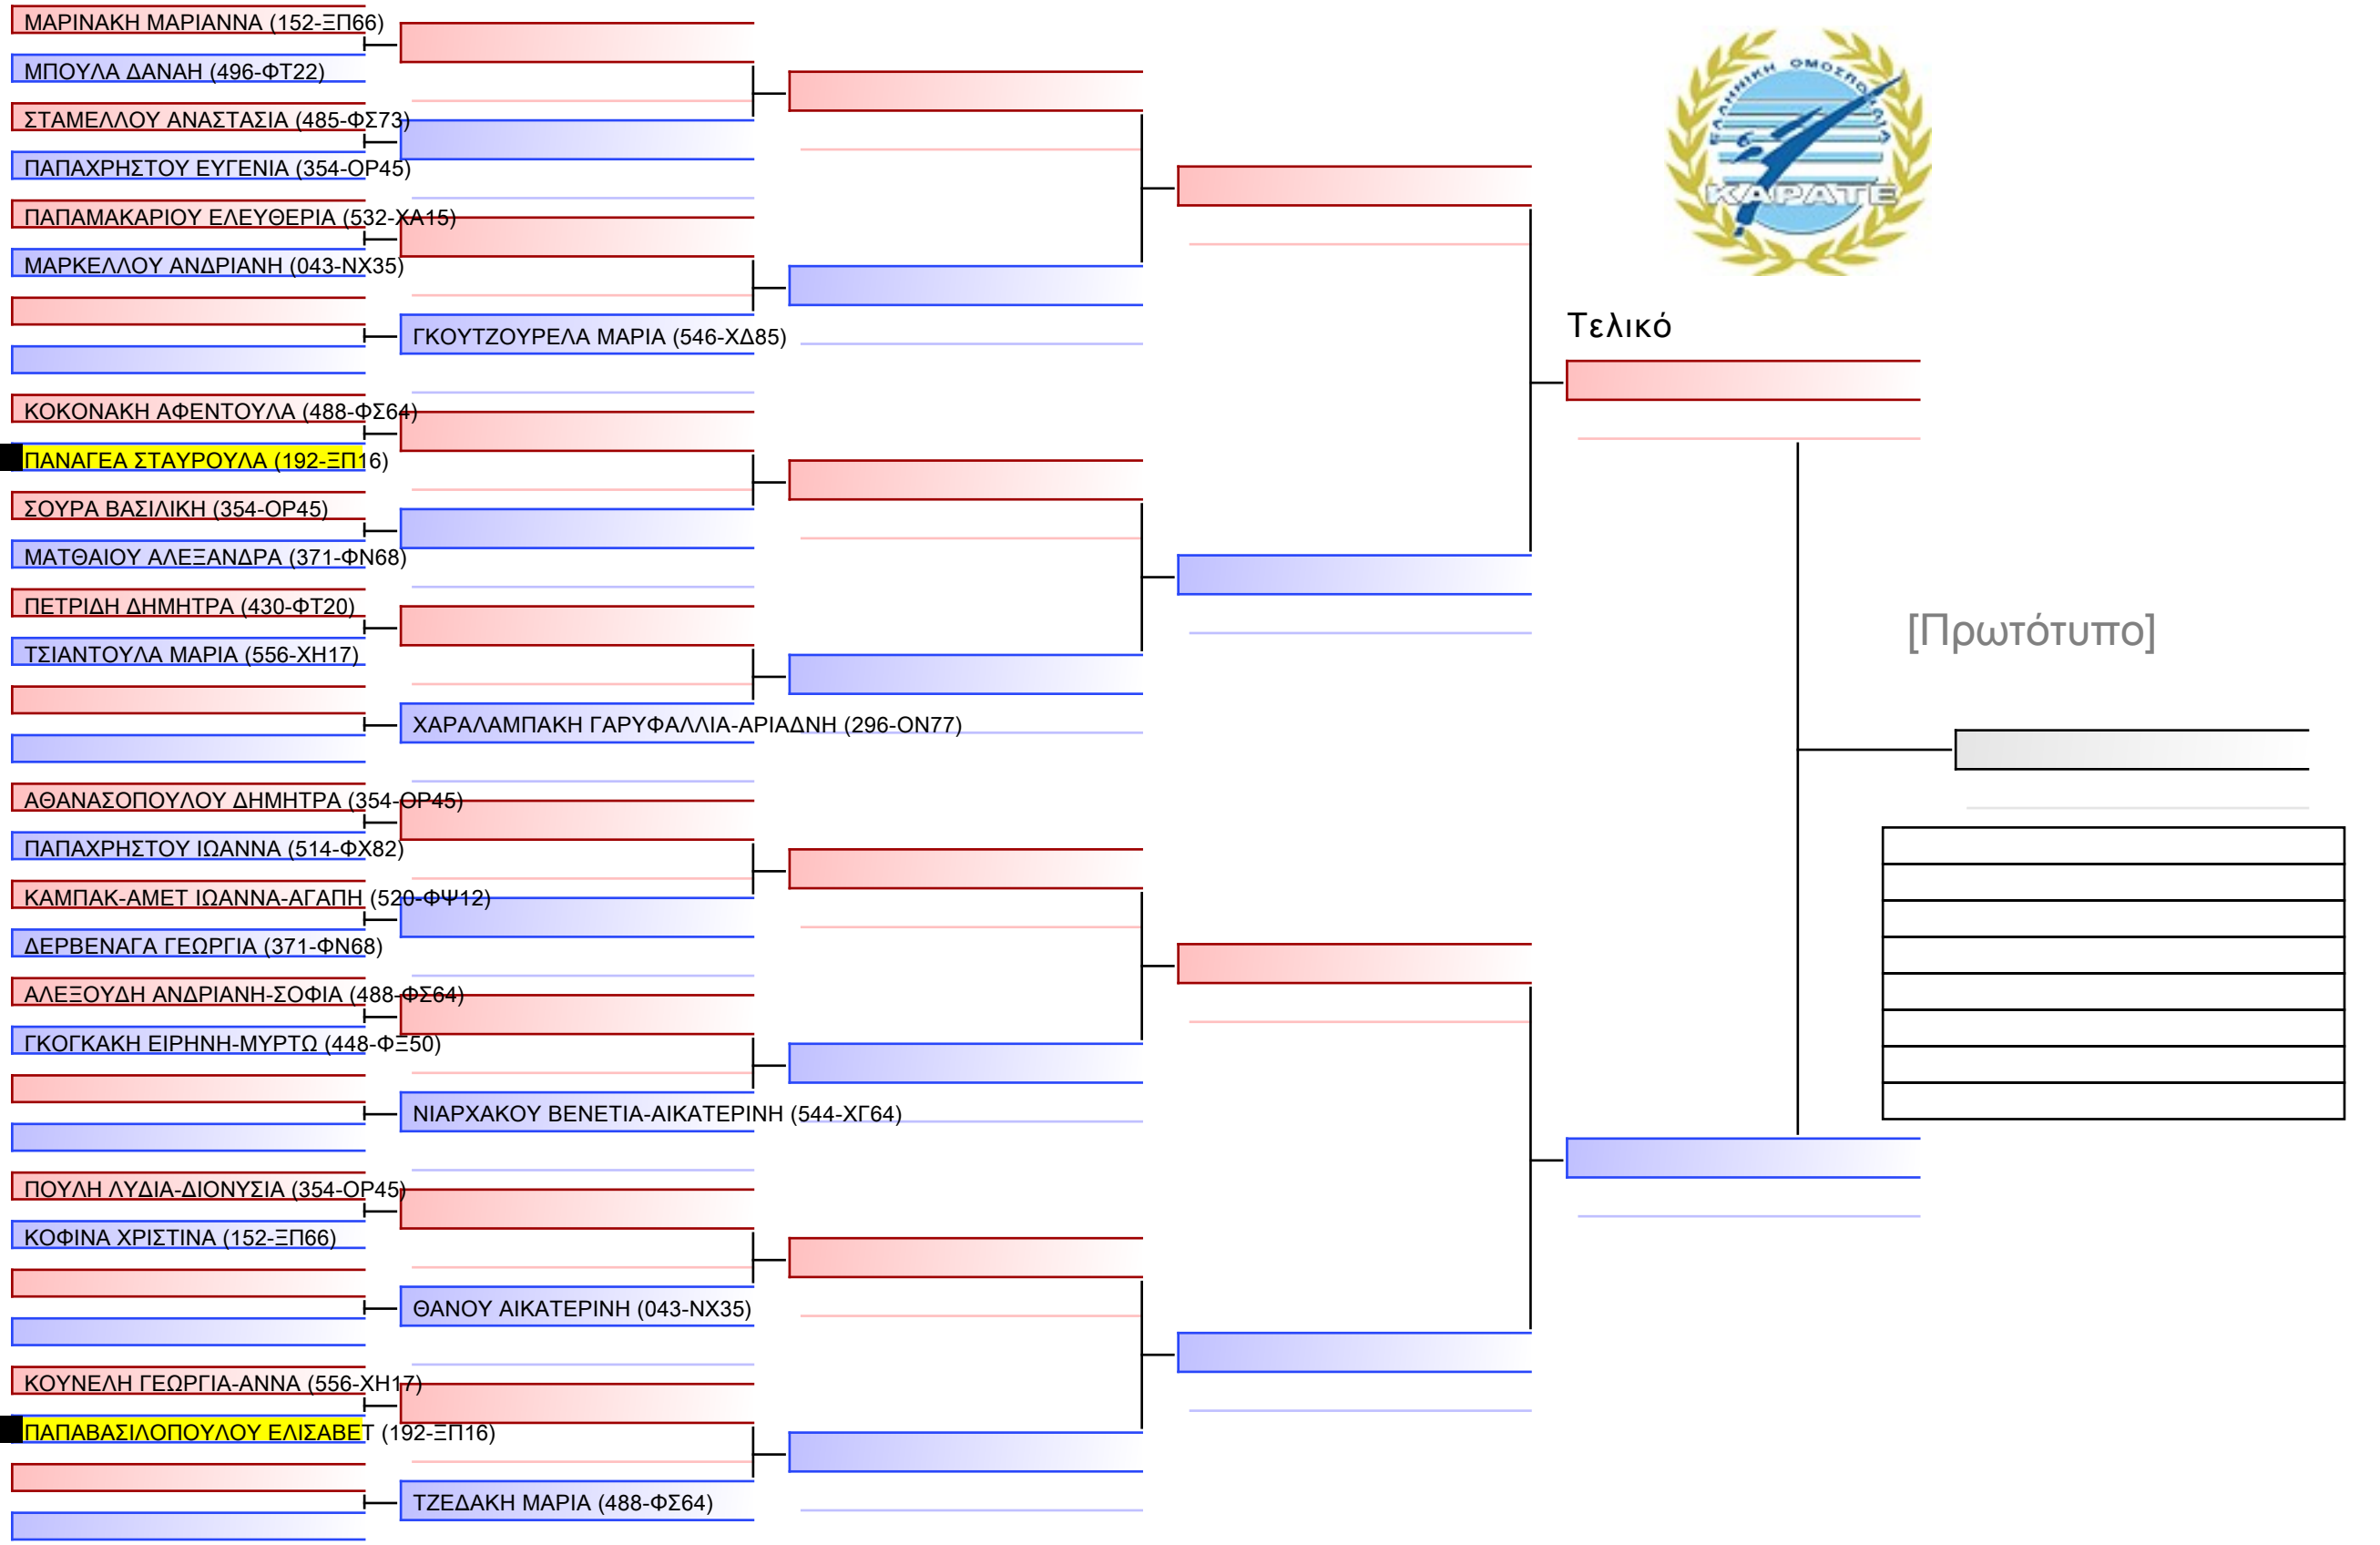 ΜΑΡΙΝΑΚΗ ΜΑΡΙΑΝΝΑ (152-ΞΠ66)
ΜΠΟΥΛΑ ΔΑΝΑΗ (496-ΦΤ22)
ΣΤΑΜΕΛΛΟΥ ΑΝΑΣΤΑΣΙΑ (485-ΦΣ73)
ΠΑΠΑΧΡΗΣΤΟΥ ΕΥΓΕΝΙΑ (354-ΟΡ45)
ΠΑΠΑΜΑΚΑΡΙΟΥ ΕΛΕΥΘΕΡΙΑ (532-ΧΑ15)
ΜΑΡΚΕΛΛΟΥ ΑΝΔΡΙΑΝΗ (043-ΝΧ35)
ΓΚΟΥΤΖΟΥΡΕΛΑ ΜΑΡΙΑ (546-ΧΔ85)
ΚΟΚΟΝΑΚΗ ΑΦΕΝΤΟΥΛΑ (488-ΦΣ64)
ΠΑΝΑΓΕΑ ΣΤΑΥΡΟΥΛΑ (192-ΞΠ16)
ΣΟΥΡΑ ΒΑΣΙΛΙΚΗ (354-ΟΡ45)
ΜΑΤΘΑΙΟΥ ΑΛΕΞΑΝΔΡΑ (371-ΦΝ68)
ΠΕΤΡΙΔΗ ΔΗΜΗΤΡΑ (430-ΦΤ20)
ΤΣΙΑΝΤΟΥΛΑ ΜΑΡΙΑ (556-ΧΗ17)
ΧΑΡΑΛΑΜΠΑΚΗ ΓΑΡΥΦΑΛΛΙΑ-ΑΡΙΑΔΝΗ (296-ΟΝ77)
ΑΘΑΝΑΣΟΠΟΥΛΟΥ ΔΗΜΗΤΡΑ (354-ΟΡ45)
ΠΑΠΑΧΡΗΣΤΟΥ ΙΩΑΝΝΑ (514-ΦΧ82)
ΚΑΜΠΑΚ-ΑΜΕΤ ΙΩΑΝΝΑ-ΑΓΑΠΗ (520-ΦΨ12)
ΔΕΡΒΕΝΑΓΑ ΓΕΩΡΓΙΑ (371-ΦΝ68)
ΑΛΕΞΟΥΔΗ ΑΝΔΡΙΑΝΗ-ΣΟΦΙΑ (488-ΦΣ64)
ΓΚΟΓΚΑΚΗ ΕΙΡΗΝΗ-ΜΥΡΤΩ (448-ΦΞ50)
ΝΙΑΡΧΑΚΟΥ ΒΕΝΕΤΙΑ-ΑΙΚΑΤΕΡΙΝΗ (544-ΧΓ64)
ΠΟΥΛΗ ΛΥΔΙΑ-ΔΙΟΝΥΣΙΑ (354-ΟΡ45)
ΚΟΦΙΝΑ ΧΡΙΣΤΙΝΑ (152-ΞΠ66)
ΘΑΝΟΥ ΑΙΚΑΤΕΡΙΝΗ (043-ΝΧ35)
ΚΟΥΝΕΛΗ ΓΕΩΡΓΙΑ-ΑΝΝΑ (556-ΧΗ17)
ΠΑΠΑΒΑΣΙΛΟΠΟΥΛΟΥ ΕΛΙΣΑΒΕΤ (192-ΞΠ16)
ΤΖΕΔΑΚΗ ΜΑΡΙΑ (488-ΦΣ64)
ΕΛΛΗΝΙΚΗ ΟΜΟΣΠΟΝΔΙΑ
ΚΑΡΑΤΕ
Τελικό
[Πρωτότυπο]